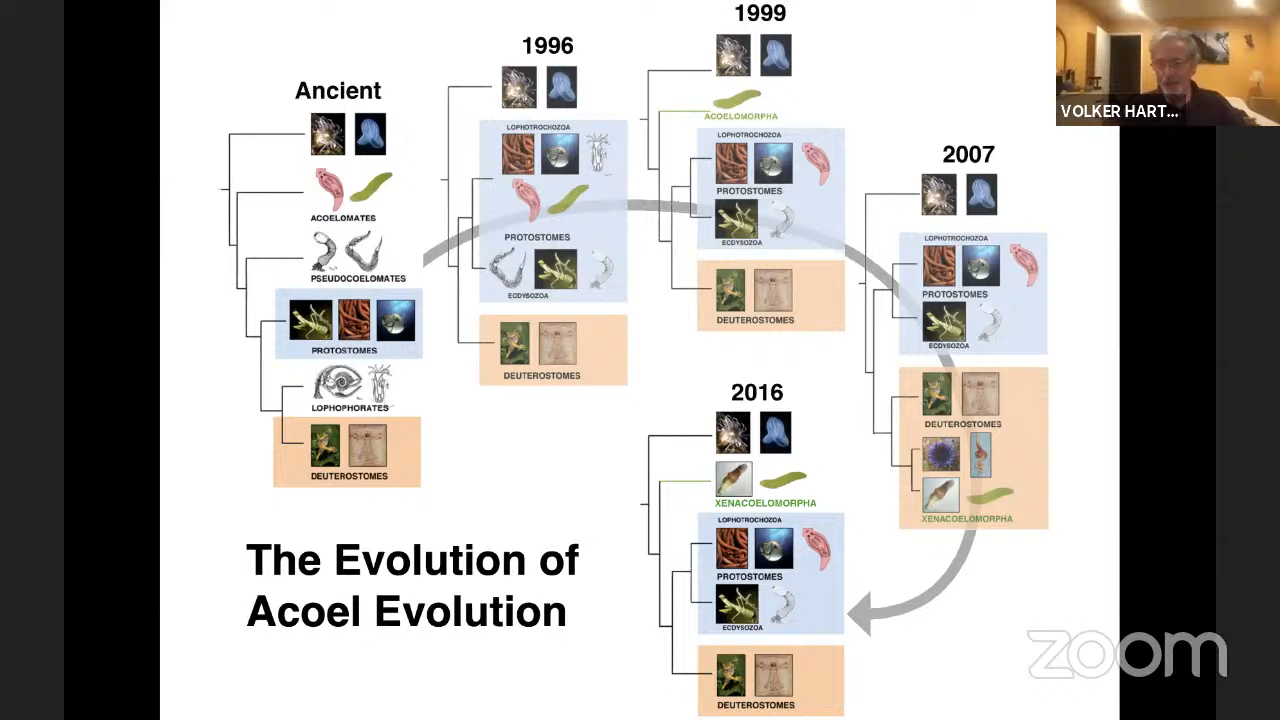 Ancient
ACOELMATES
PSEUDOCOELOMATES
PROTOSTOMES
LOPHOPHORATES
DEUTEROSTOMES
1996
LOPHOTROCHOZOA
PROTOSTOMES
ECDYSOZOA
DEUTEROSTOMES
1999
ACOELOMORPHA
LOPHOTROCHOZOA
PROTOSTOMES
ECDYSOZOA
DEUTEROSTOMES
2007
LOPHOTROCHOZOA
PROTOSTOMES
ECDYSOZOA
DEUTEROSTOMES
XENACOELOMORPHA
2016
XENACOELOMORPHA
LOPHOTROCHOZOA
PROTOSTOMES
ECDYSOZOA
DEUTEROSTOMES
The Evolution of
Acoel Evolution
VOLKER HART...
zoom